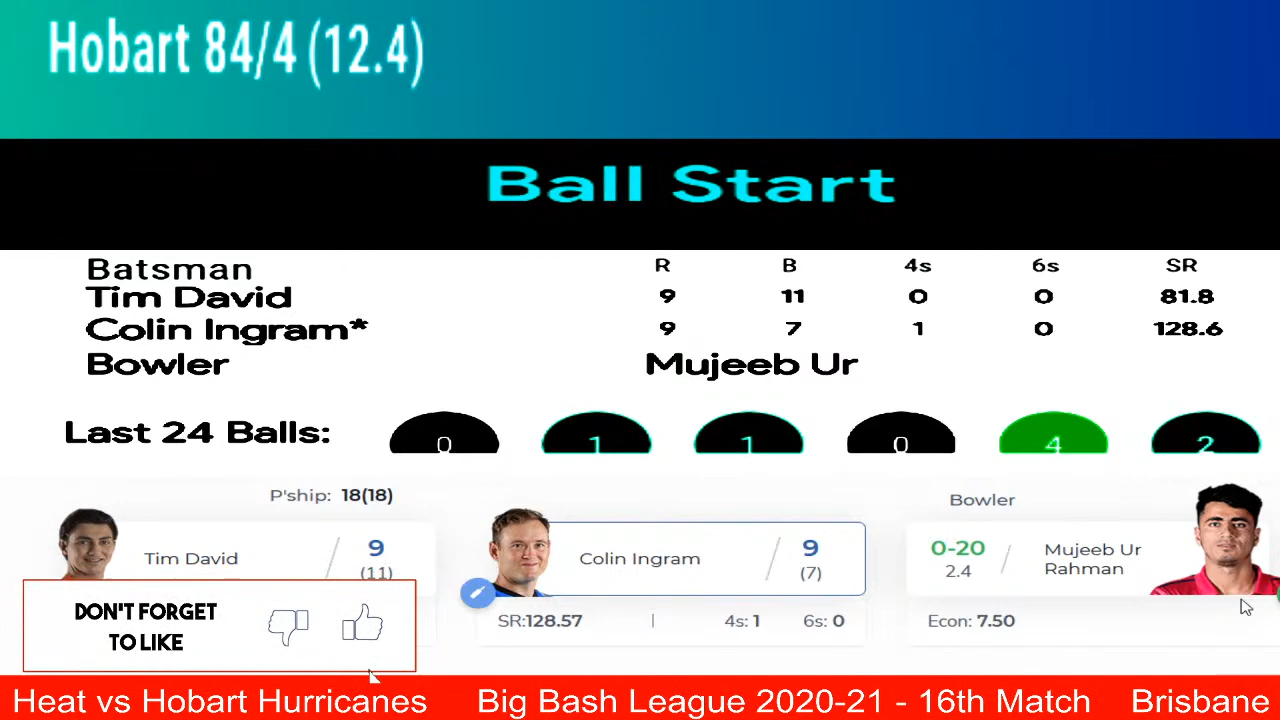 Hobart 84/4 (12.4)
Ball Start
Batsman R B 4s 6s SR
Tim David 9 11 0 0 81.8
Colin Ingram* 9 7 1 0 128.6
Bowler Mujeeb Ur
Last 24 Balls: 0 1 1 0 4 2
P'ship: 18(18)
Tim David 9
(11)
Colin Ingram 9
(7)
SR:128.57 | 4s: 1 6s: 0
Bowler
0-20 Mujeeb Ur
2.4 Rahman
Econ: 7.50
DON'T FORGET
TO LIKE
Heat vs Hobart Hurricanes Big Bash League 2020-21 - 16th Match Brisbane